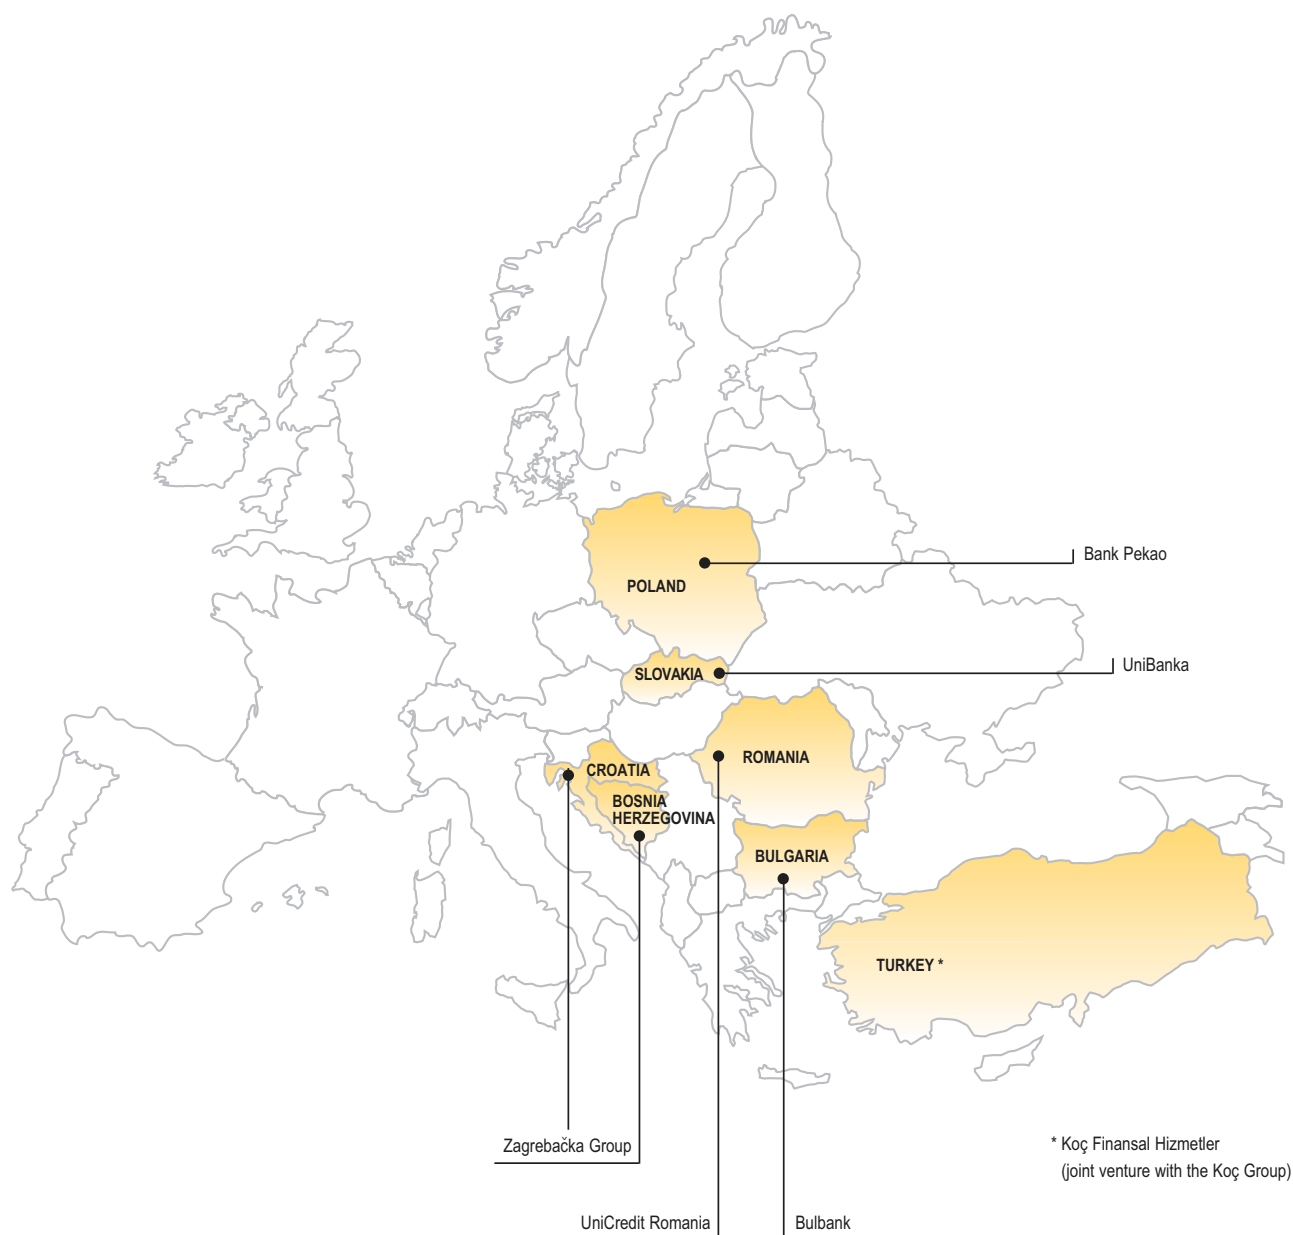 Bank Pekao
POLAND
UniBanka
SLOVAKIA
ROMANIA
CROATIA
BOSNIA
HERZEGOVINA
BULGARIA
TURKEY *
Zagrebačka Group
* Koç Finansal Hizmetler
(joint venture with the Koç Group)
UniCredit Romania
Bulbank